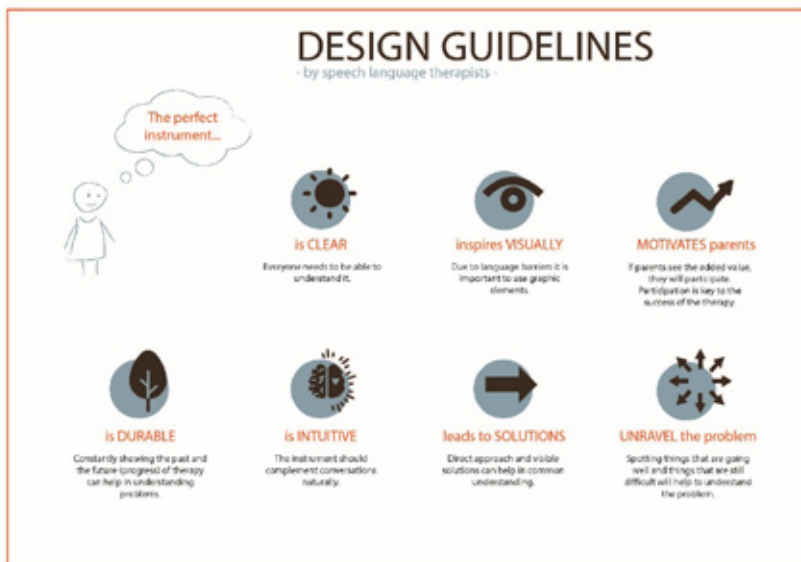 DESIGN GUIDELINES
- by speech language therapists -
The perfect
instrument...
is CLEAR
Everyone needs to be able to
understand it.
inspires VISUALLY
Due to language barriers it is
important to use graphic
elements.
MOTIVATES parents
If parents see the added value,
they will participate.
Participation is key to the
success of the therapy.
is DURABLE
Constantly showing the past and
the future (progress) of therapy
can help in understanding
problems.
is INTUITIVE
The instrument should
complement conversations
naturally.
leads to SOLUTIONS
Direct approach and visible
solutions can help in common
understanding.
UNRAVEL the problem
Spotting things that are going
well and things that are still
difficult will help to understand
the problem.